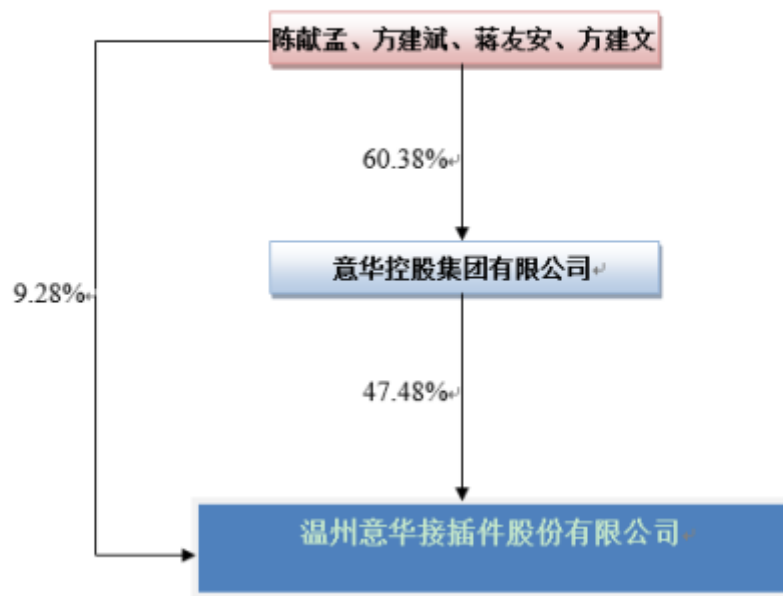 陈献孟、方建斌、蒋友安、方建文
60.38%
意华控股集团有限公司
9.28%
47.48%
温州意华接插件股份有限公司